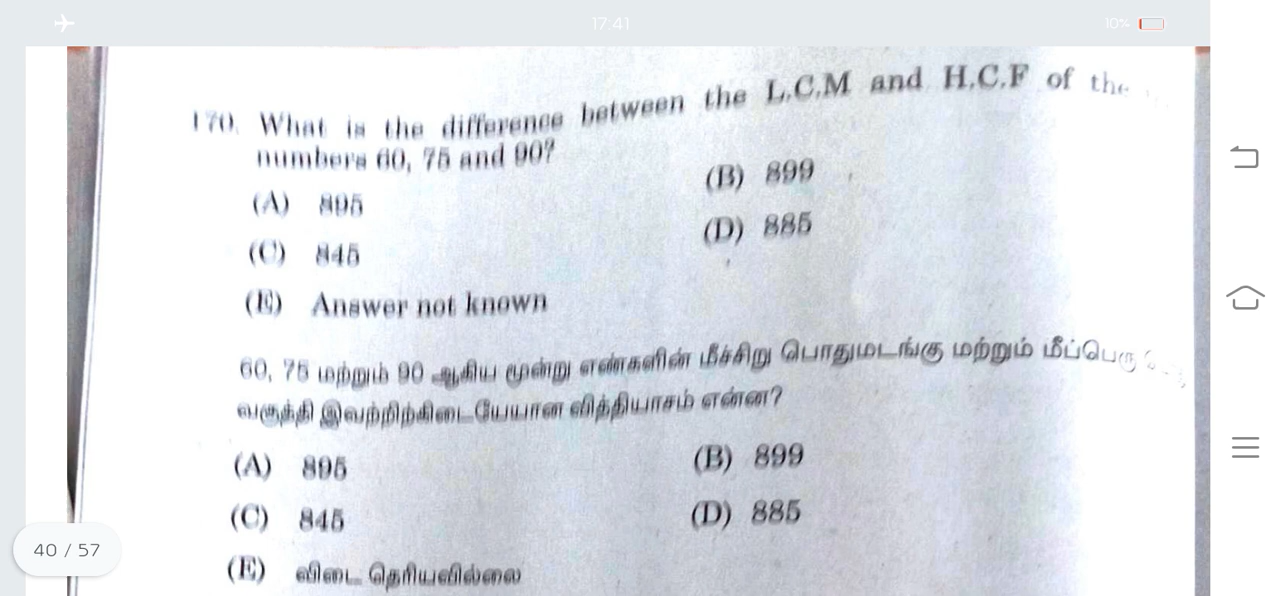 17:41
10%
170. What is the difference between the L.C.M and H.C.F of the
numbers 60, 75 and 90?
(A) 895
(B) 899
(C) 845
(D) 885
(E) Answer not known
60, 75 மற்றும் 90 ஆகிய மூன்று எண்களின் மீச்சிறு பொதுமடங்கு மற்றும்
வகுத்தி இவற்றிற்கிடையேயான வித்தியாசம் என்ன?
(A) 895
(B) 899
(C) 845
(D) 885
(E) விடை தெரியவில்லை
40 / 57